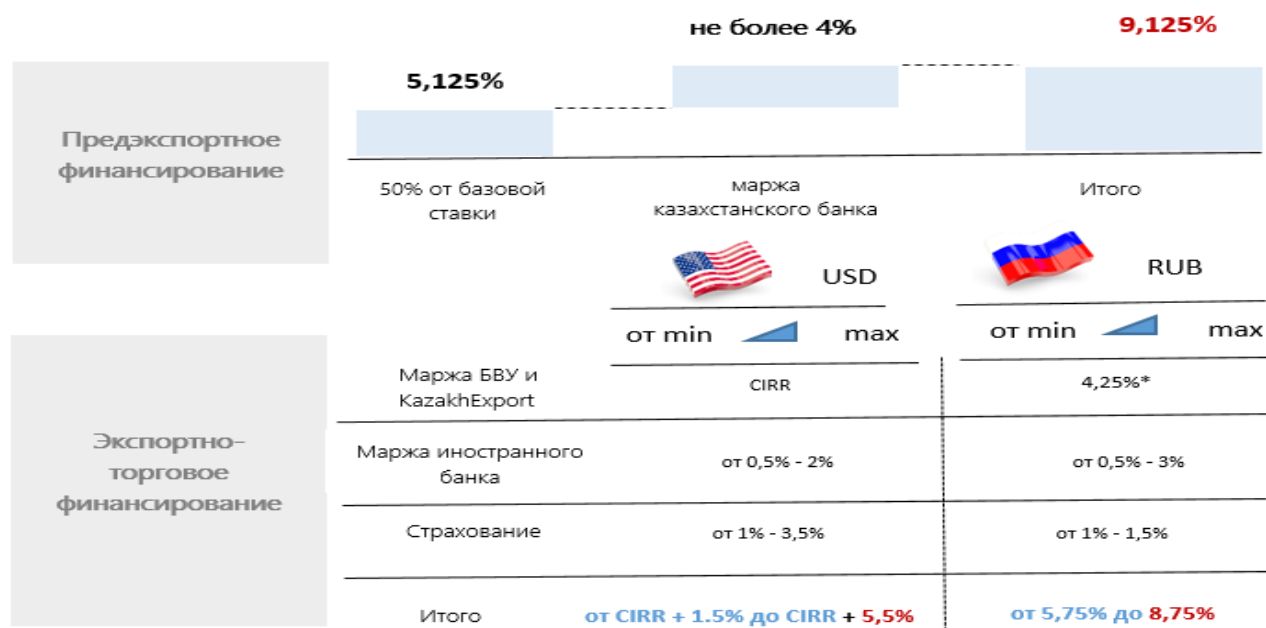 не более 4%
9,125%
5,125%
Предэкспортное
финансирование
50% от базовой
ставки
маржа
казахстанского банка
Итого
USD
RUB
от min max
от min max
Маржа БВУ и
KazakhExport
CIRR
4,25%*
Экспортно-
торговое
финансирование
Маржа иностранного
банка
от 0,5% - 2%
от 0,5% - 3%
Страхование
от 1% - 3,5%
от 1% - 1,5%
Итого
от CIRR + 1.5% до CIRR + 5,5%
от 5,75% до 8,75%